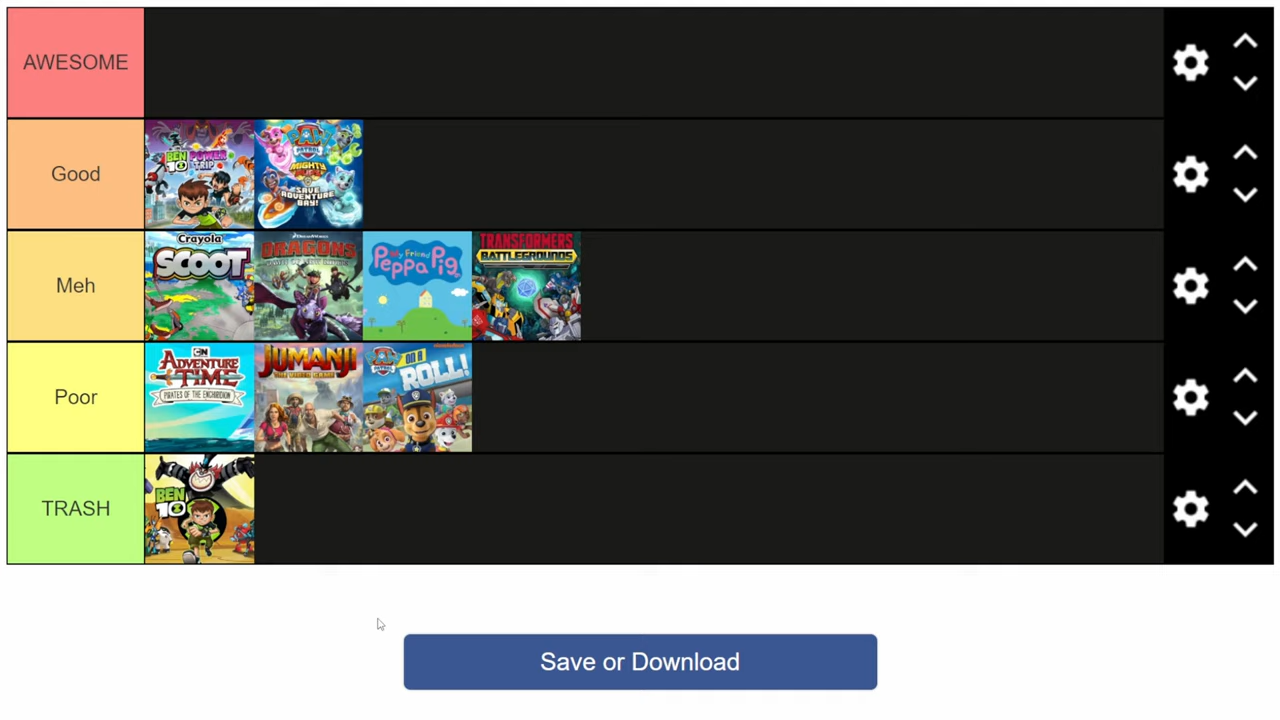 AWESOME
Good
BEN
10
POWER
TRIP
PAW
PATROL
MIGHTY
PUPS
SAVE
ADVENTURE
BAY!
Meh
Crayola
SCOOT
DRAGONS
My Friend
Peppa Pig
TRANSFORMERS
BATTLEGROUNDS
Poor
CN
ADVENTURE
TIME
PIRATES OF THE ENCHIRIDION
JUMANJI
THE VIDEO GAME
PAW
PATROL
ON A
ROLL!
TRASH
BEN
10
Save or Download